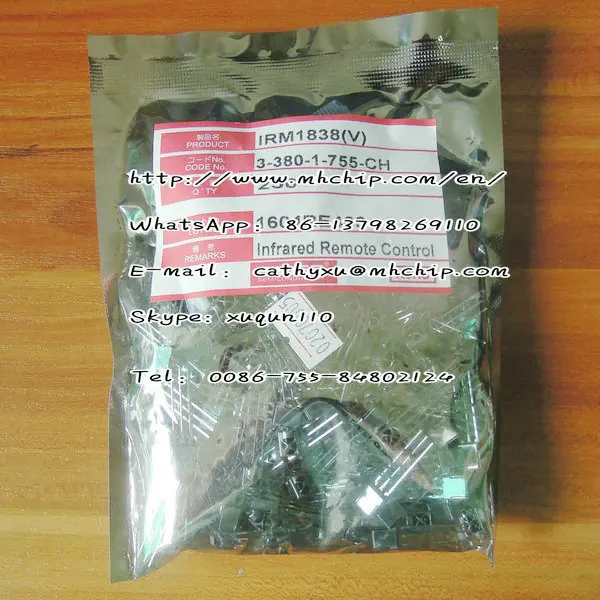 製品名 IRM1838(V)
PRODUCT
コードNo. 3-380-1-755-CH
CODE No.
http://www.mhchip.com/en/
Q'TY
WhatsApp: 86-13798269110
備考 Infrared Remote Control
REMARKS
E-mail: cathyxu@mhchip.com
Skype: xuqun110
Tel: 0086-755-84802124